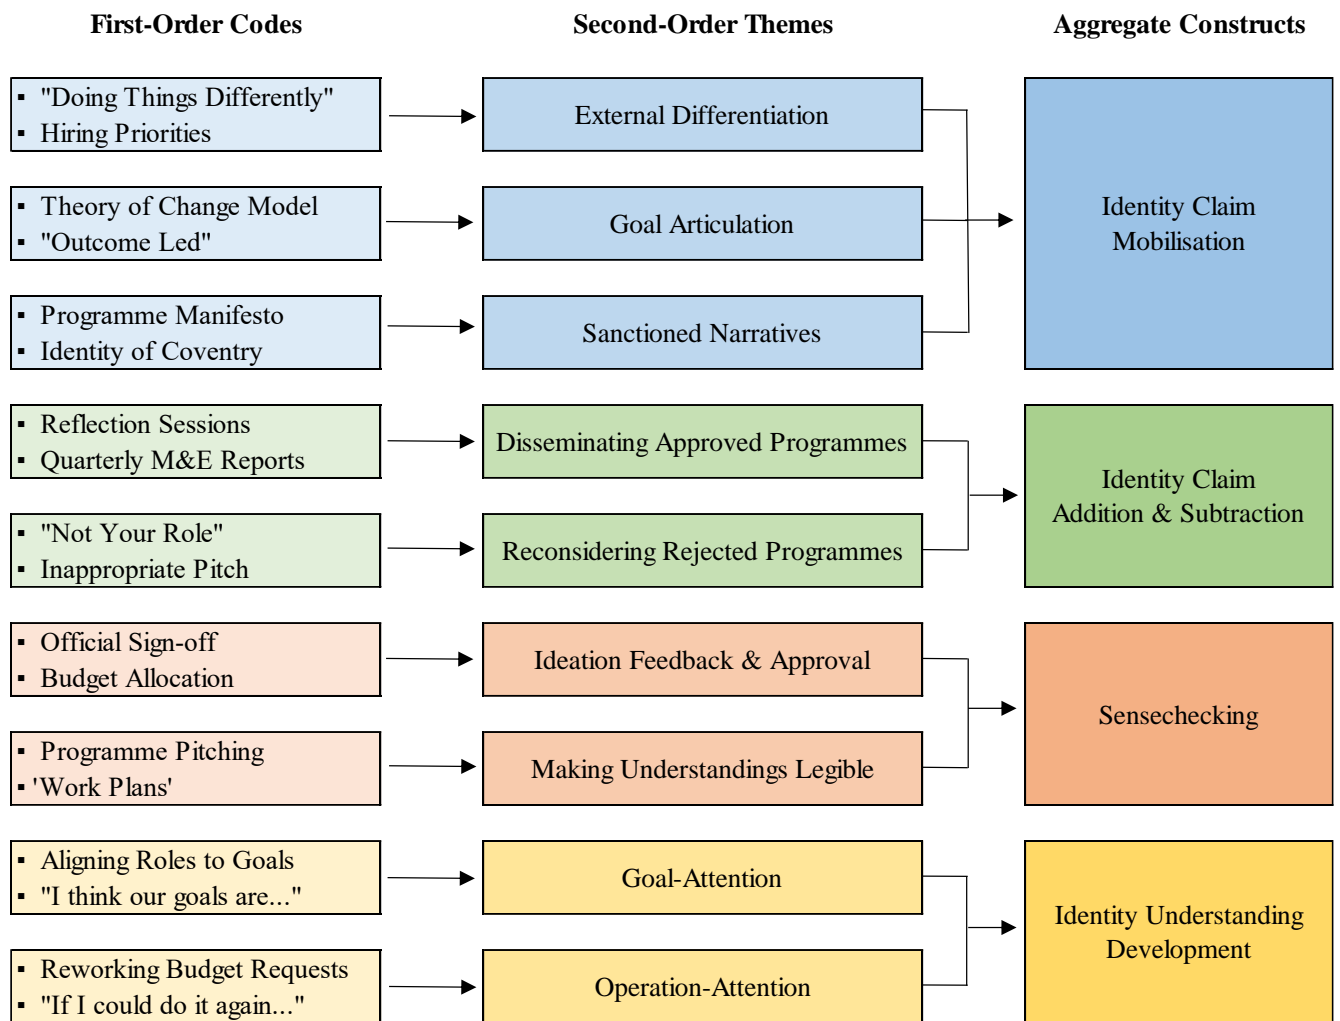 First-Order Codes
Second-Order Themes
Aggregate Constructs
▪ "Doing Things Differently"
▪ Hiring Priorities
External Differentiation
▪ Theory of Change Model
▪ "Outcome Led"
Goal Articulation
▪ Programme Manifesto
▪ Identity of Coventry
Sanctioned Narratives
Identity Claim
Mobilisation
▪ Reflection Sessions
▪ Quarterly M&E Reports
Disseminating Approved Programmes
▪ "Not Your Role"
▪ Inappropriate Pitch
Reconsidering Rejected Programmes
Identity Claim
Addition & Subtraction
▪ Official Sign-off
▪ Budget Allocation
Ideation Feedback & Approval
▪ Programme Pitching
▪ 'Work Plans'
Making Understandings Legible
Sensechecking
▪ Aligning Roles to Goals
▪ "I think our goals are..."
Goal-Attention
▪ Reworking Budget Requests
▪ "If I could do it again..."
Operation-Attention
Identity Understanding
Development